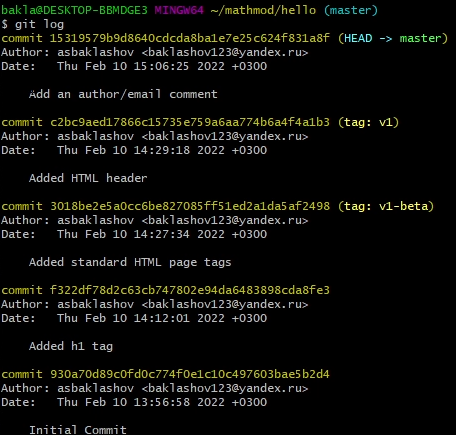 bakla@DESKTOP-BBMDGE3 MINGW64 ~/mathmod/hello (master)
$ git log
commit 15319579b9d8640cdcda8ba1e7e25c624f831a8f (HEAD -> master)
Author: asbaklashov <baklashov123@yandex.ru>
Date:   Thu Feb 10 15:06:25 2022 +0300
Add an author/email comment
commit c2bc9aed17866c15735e759a6aa774b6a4f4a1b3 (tag: v1)
Author: asbaklashov <baklashov123@yandex.ru>
Date:   Thu Feb 10 14:29:18 2022 +0300
Added HTML header
commit 3018be2e5a0cc6be827085ff51ed2a1da5af2498 (tag: v1-beta)
Author: asbaklashov <baklashov123@yandex.ru>
Date:   Thu Feb 10 14:27:34 2022 +0300
Added standard HTML page tags
commit f322df78d2c63cb747802e94da6483898cda8fe3
Author: asbaklashov <baklashov123@yandex.ru>
Date:   Thu Feb 10 14:12:01 2022 +0300
Added h1 tag
commit 930a70d89c0fd0c774f0e1c10c497603bae5b2d4
Author: asbaklashov <baklashov123@yandex.ru>
Date:   Thu Feb 10 13:56:58 2022 +0300
Initial Commit